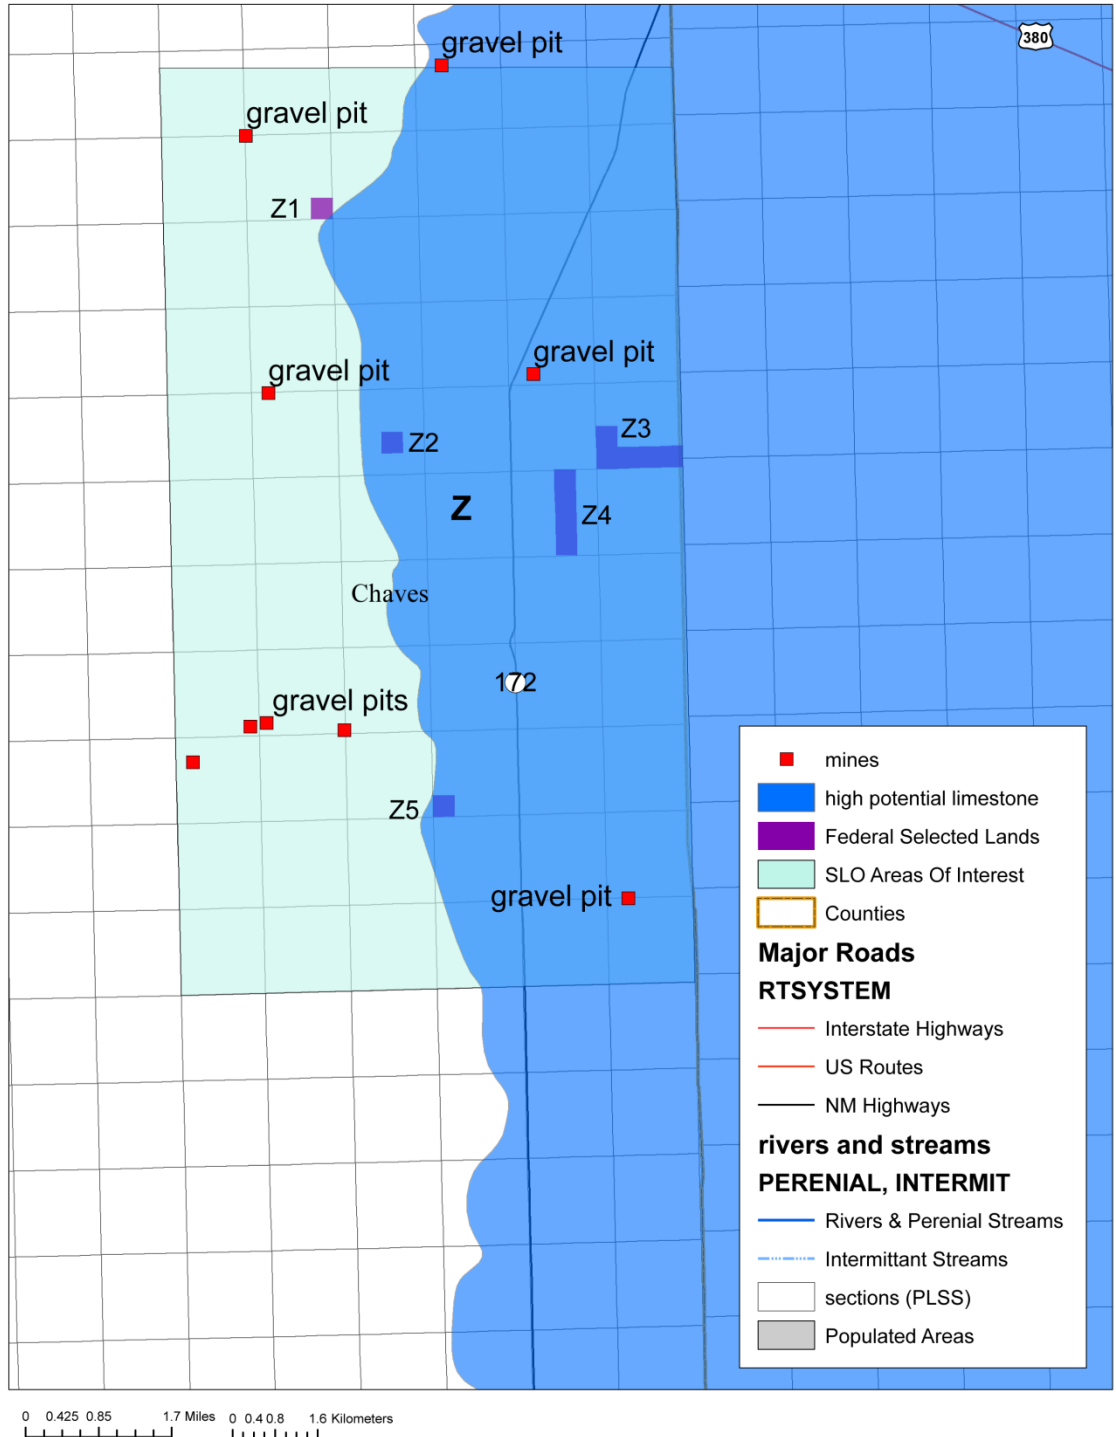 gravel pit
380
gravel pit
Z1
gravel pit
gravel pit
Z3
Z2
Z
Z4
Chaves
172
gravel pits
Z5
gravel pit
mines
high potential limestone
Federal Selected Lands
SLO Areas Of Interest
Counties
Major Roads
RTSYSTEM
Interstate Highways
US Routes
NM Highways
rivers and streams
PERENIAL, INTERMIT
Rivers & Perenial Streams
Intermittant Streams
sections (PLSS)
Populated Areas
0 0.425 0.85 1.7 Miles
0 0.4 0.8 1.6 Kilometers